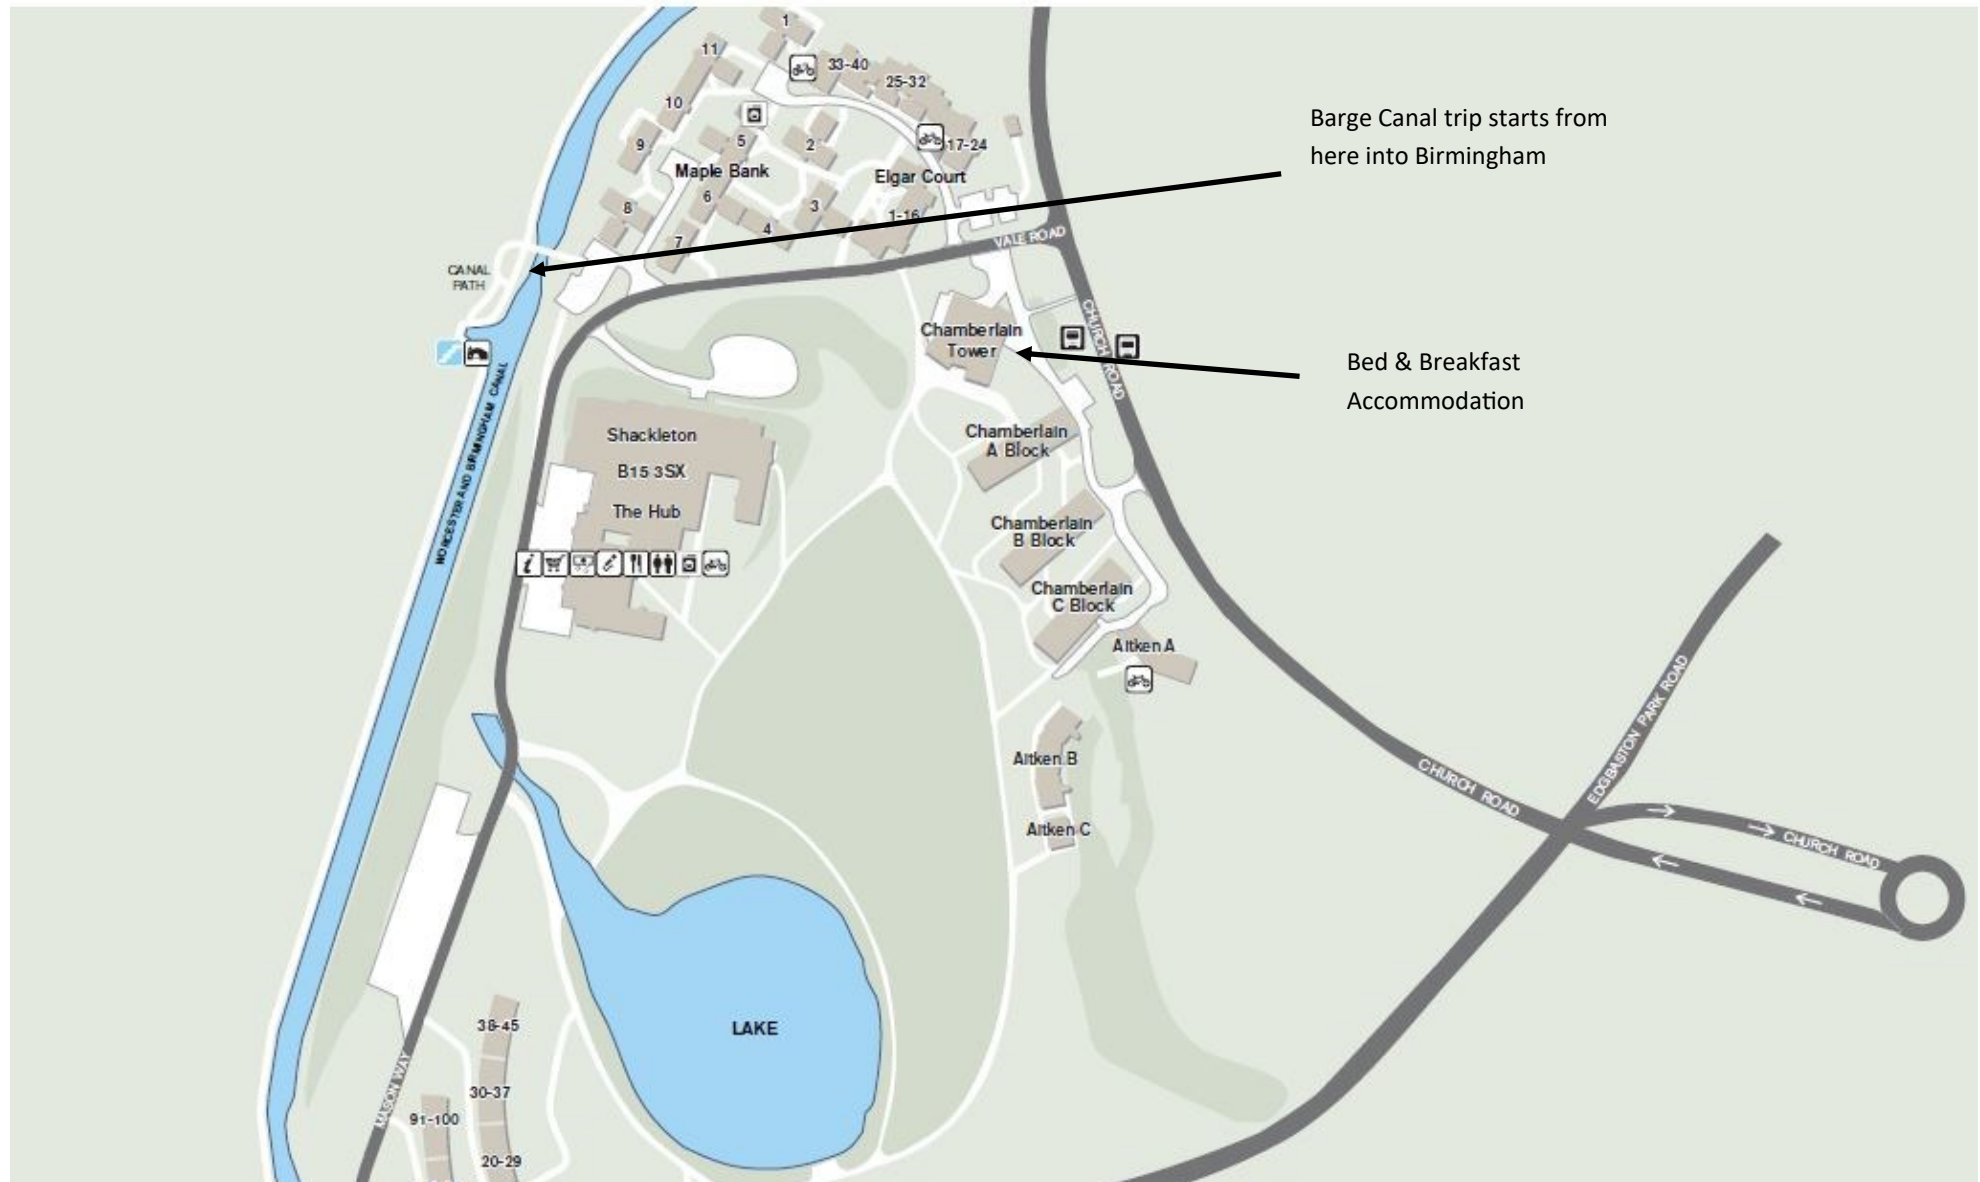 1
11
33-40
25-32
10
5
2
9
17-24
Maple Bank
Elgar Court
6
8
3
1-16
4
7
VALE ROAD
Barge Canal trip starts from
here into Birmingham
CANAL
PATH
Chamberlain
Tower
CHURCH ROAD
Bed & Breakfast
Accommodation
WORCESTER AND BIRMINGHAM CANAL
Shackleton
B15 3SX
The Hub
Chamberlain
A Block
Chamberlain
B Block
Chamberlain
C Block
Aitken A
Aitken B
Aitken C
EDGBASTON PARK ROAD
CHURCH ROAD
CHURCH ROAD
LAKE
38-45
MASON WAY
30-37
91-100
20-29